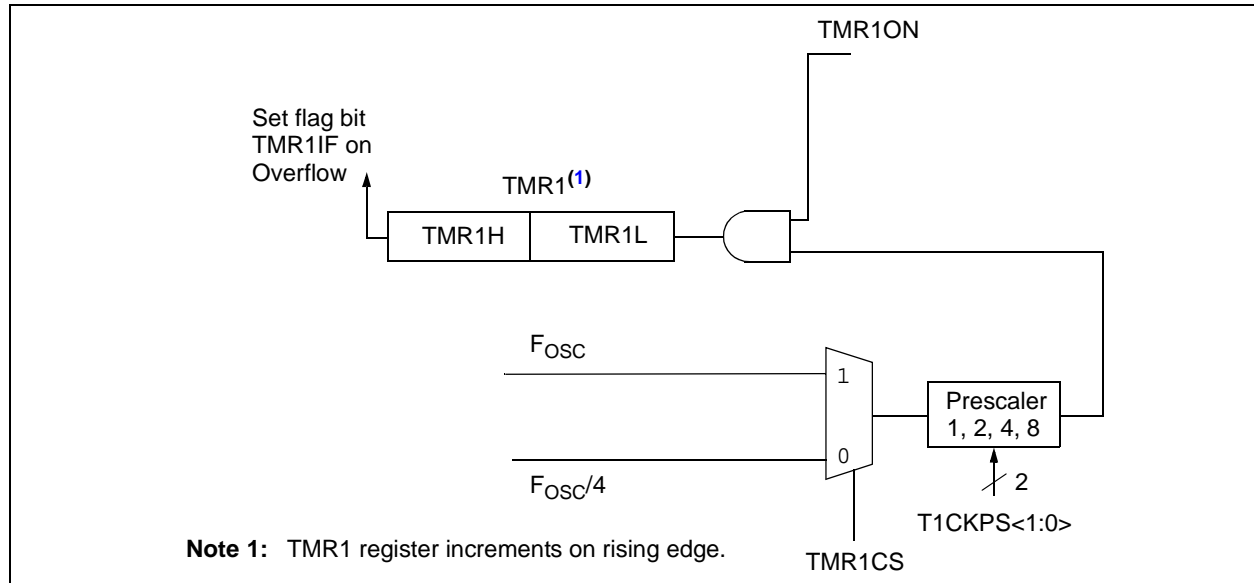 TMR1ON
Set flag bit
TMR1IF on
Overflow
TMR1(1)
TMR1H
TMR1L
FOSC
1
Prescaler
1, 2, 4, 8
0
FOSC/4
2
T1CKPS<1:0>
Note 1: TMR1 register increments on rising edge.
TMR1CS